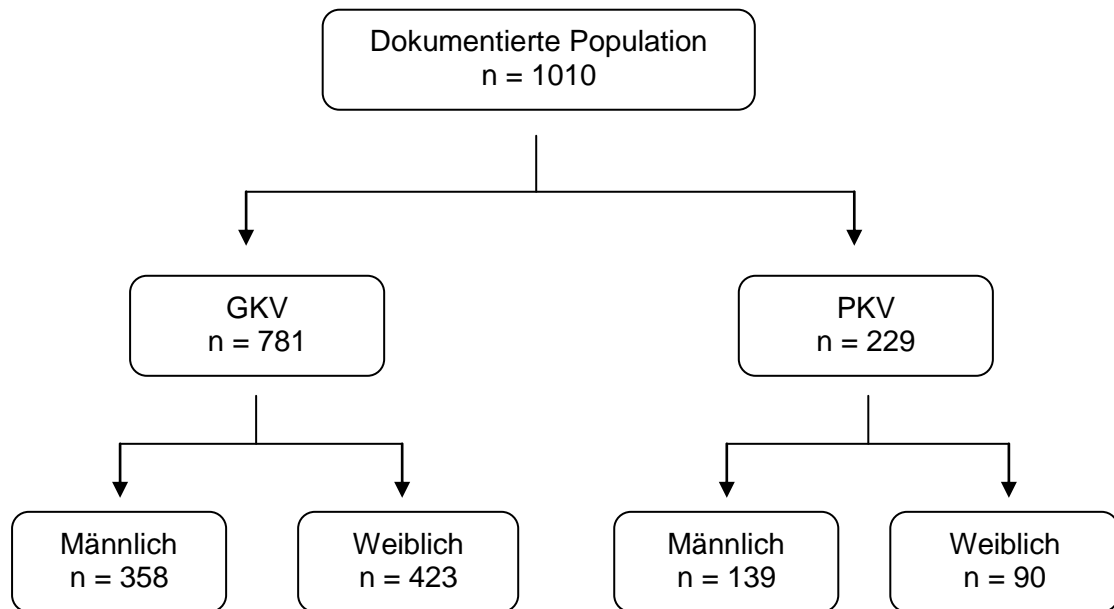 Dokumentierte Population
n = 1010
GKV
n = 781
PKV
n = 229
Männlich
n = 358
Weiblich
n = 423
Männlich
n = 139
Weiblich
n = 90